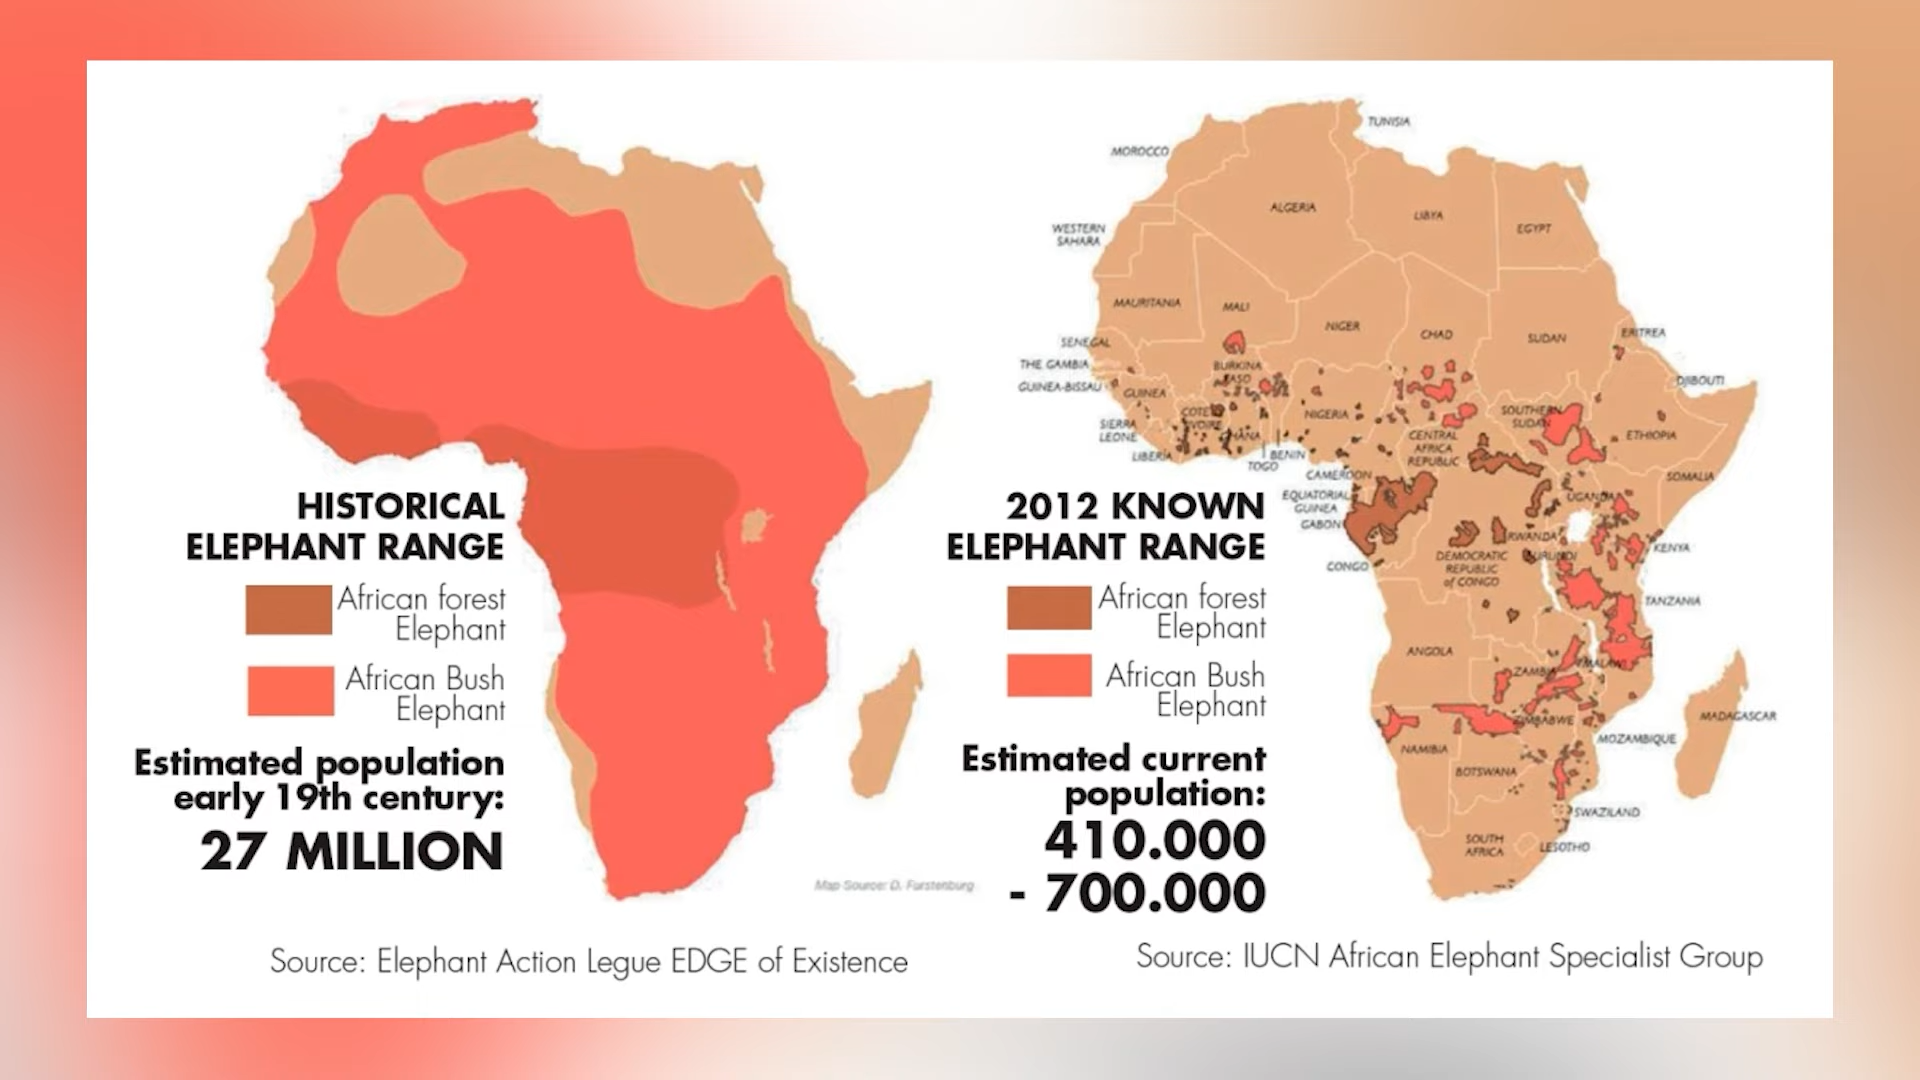 HISTORICAL
ELEPHANT RANGE
African forest
Elephant
African Bush
Elephant
Estimated population
early 19th century:
27 MILLION
Map Source: D. Furstenburg
Source: Elephant Action Legue EDGE of Existence
2012 KNOWN
ELEPHANT RANGE
African forest
Elephant
African Bush
Elephant
Estimated current
population:
410.000
- 700.000
Source: IUCN African Elephant Specialist Group
TUNISIA
MOROCCO
ALGERIA
LIBYA
EGYPT
WESTERN
SAHARA
MAURITANIA
MALI
NIGER
CHAD
SUDAN
ERITREA
SENEGAL
THE GAMBIA
GUINEA-BISSAU
GUINEA
BURKINA
FASO
DJIBOUTI
SIERRA
LEONE
COTE
IVOIRE
GHANA
NIGERIA
SOUTHERN
SUDAN
ETHIOPIA
LIBERIA
TOGO
BENIN
CENTRAL
AFRICA
REPUBLIC
CAMEROON
SOMALIA
EQUATORIAL
GUINEA
GABON
UGANDA
RWANDA
BURUNDI
KENYA
CONGO
DEMOCRATIC
REPUBLIC
of CONGO
TANZANIA
ANGOLA
ZAMBIA
MALAWI
ZIMBABWE
MOZAMBIQUE
MADAGASCAR
NAMIBIA
BOTSWANA
SWAZILAND
SOUTH
AFRICA
LESOTHO